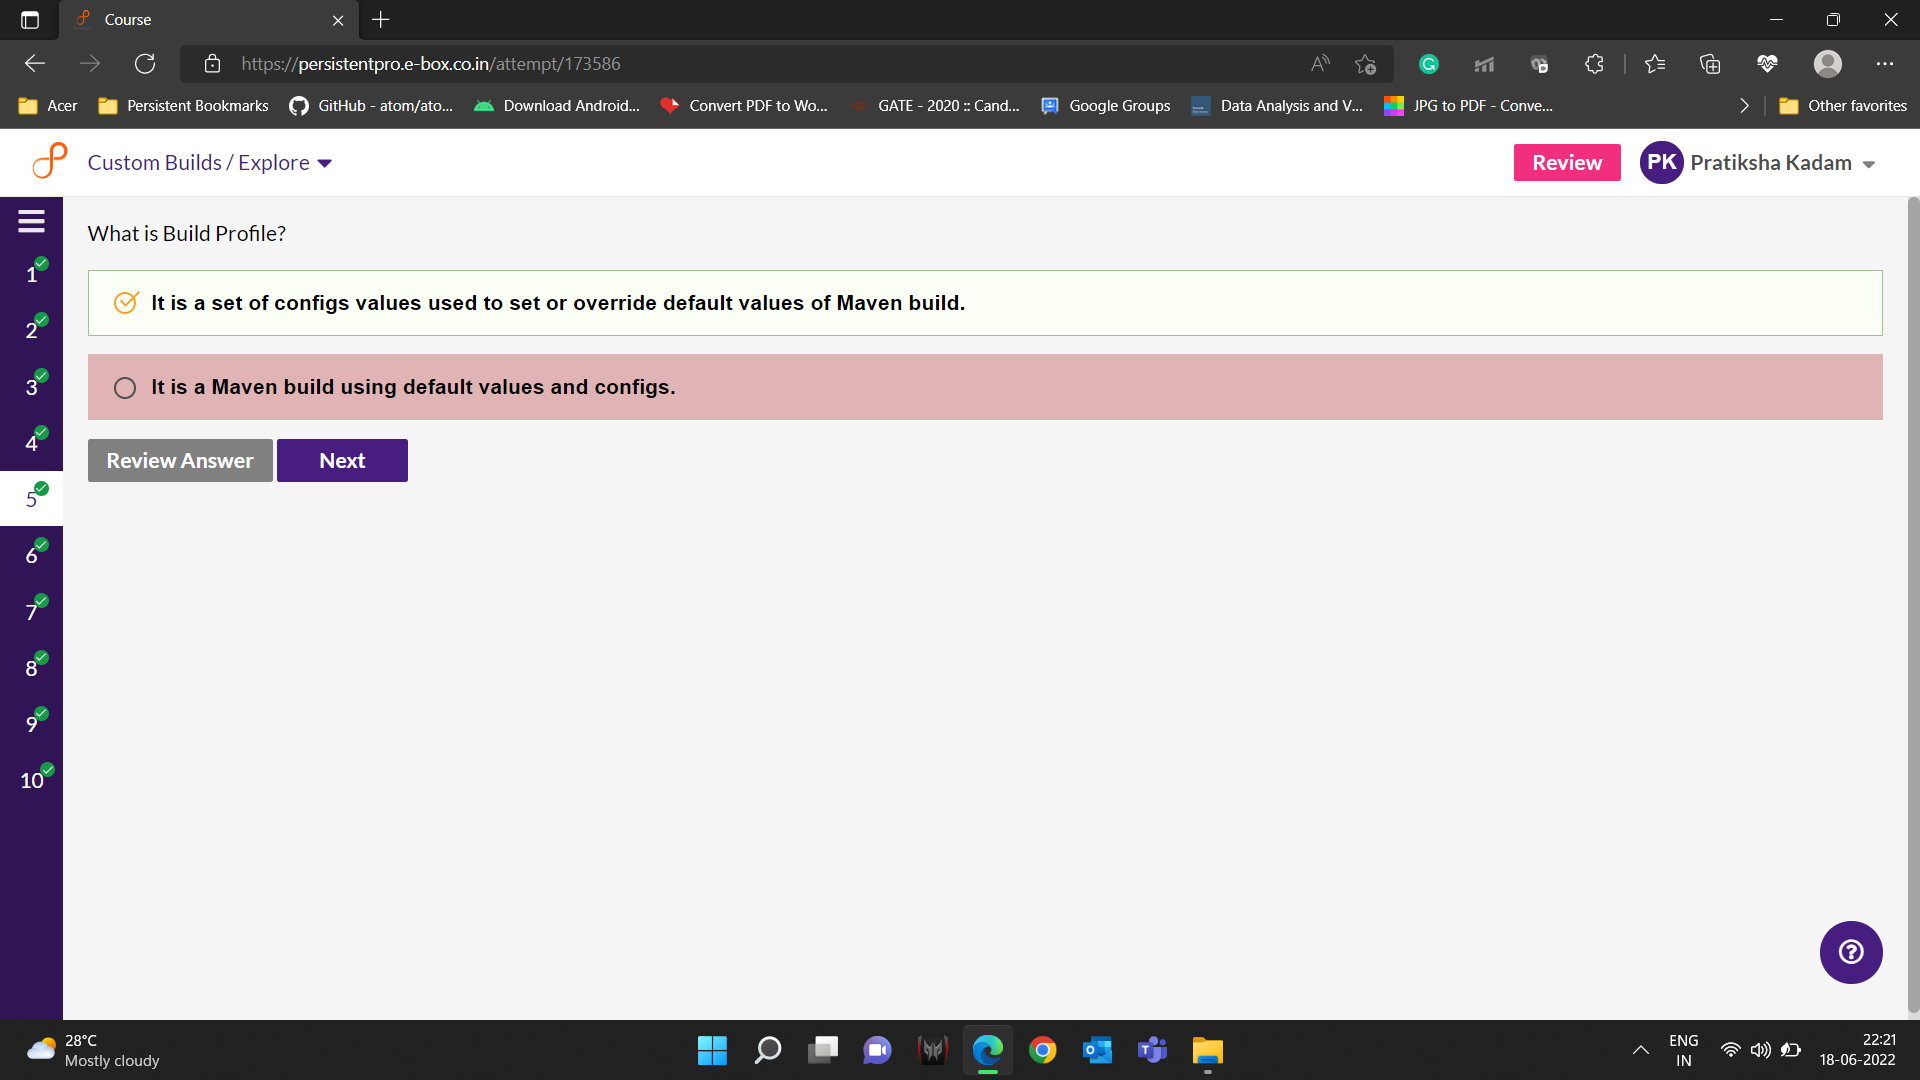 Course
https://persistentpro.e-box.co.in/attempt/173586
Acer Persistent Bookmarks GitHub - atom/ato... Download Android... Convert PDF to Wo... GATE - 2020 :: Cand... Google Groups Data Analysis and V... JPG to PDF - Conve... Other favorites
Custom Builds / Explore Review PK Pratiksha Kadam
What is Build Profile?
1
It is a set of configs values used to set or override default values of Maven build.
2
3
It is a Maven build using default values and configs.
4
Review Answer Next
5
6
7
8
9
10
28°C
Mostly cloudy
ENG
IN
22:21
18-06-2022